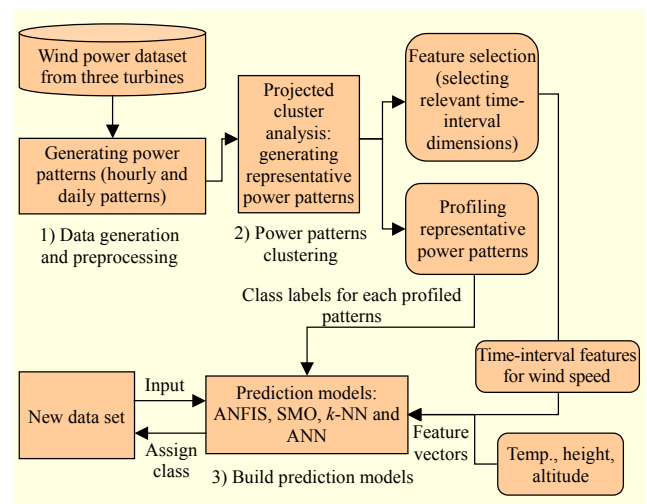 Wind power dataset
from three turbines
Generating power
patterns (hourly and
daily patterns)
1) Data generation
and preprocessing
Projected
cluster
analysis:
generating
representative
power patterns
2) Power patterns
clustering
Feature selection
(selecting
relevant time-
interval
dimensions)
Profiling
representative
power patterns
Class labels for each profiled
patterns
Time-interval features
for wind speed
New data set
Input
Assign
class
Prediction models:
ANFIS, SMO, k-NN and
ANN
Feature
vectors
Temp., height,
altitude
3) Build prediction models